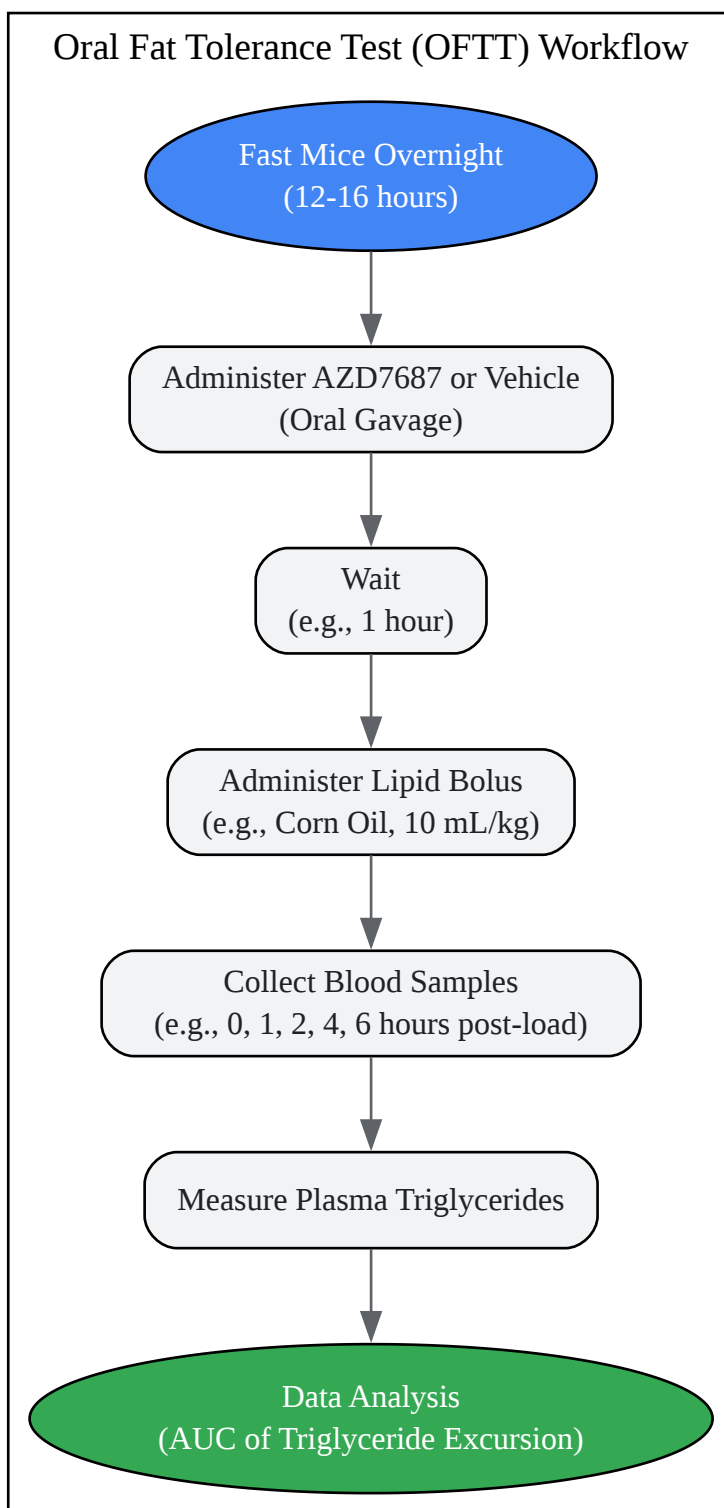 Oral Fat Tolerance Test (OFTT) Workflow
Fast Mice Overnight
(12-16 hours)
Administer AZD7687 or Vehicle
(Oral Gavage)
Wait
(e.g., 1 hour)
Administer Lipid Bolus
(e.g., Corn Oil, 10 mL/kg)
Collect Blood Samples
(e.g., 0, 1, 2, 4, 6 hours post-load)
Measure Plasma Triglycerides
Data Analysis
(AUC of Triglyceride Excursion)